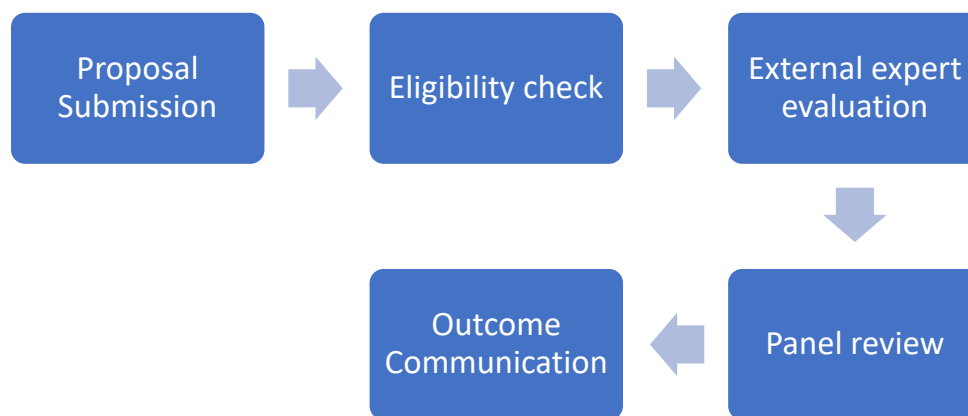 Proposal
Submission
Eligibility check
External expert
evaluation
Panel review
Outcome
Communication